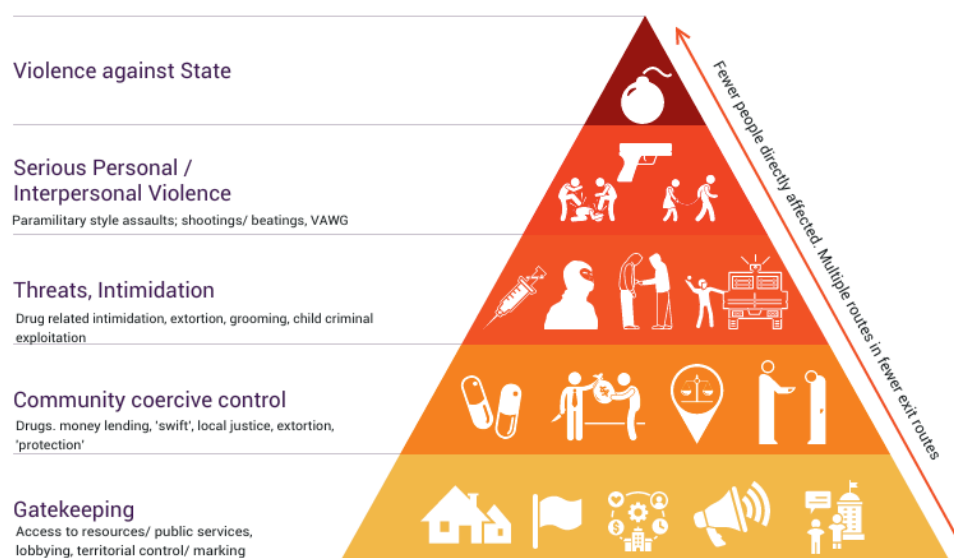 Violence against State
Serious Personal /
Interpersonal Violence
Paramilitary style assaults; shootings/ beatings, VAWG
Threats, Intimidation
Drug related intimidation, extortion, grooming, child criminal
exploitation
Community coercive control
Drugs. money lending, 'swift', local justice, extortion,
'protection'
Gatekeeping
Access to resources/ public services,
lobbying, territorial control/ marking
Fewer people directly affected. Multiple routes in fewer exit routes